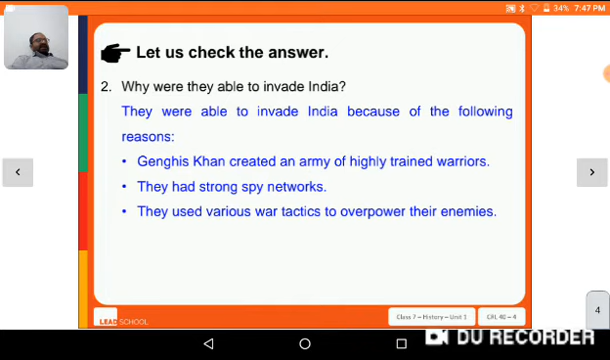 34% 7:47 PM
Let us check the answer.
2. Why were they able to invade India?
They were able to invade India because of the following
reasons:
• Genghis Khan created an army of highly trained warriors.
• They had strong spy networks.
• They used various war tactics to overpower their enemies.
4
LEAD SCHOOL
Class 7 – History – Unit 3
CRL 40 – 4
DU RECORDER